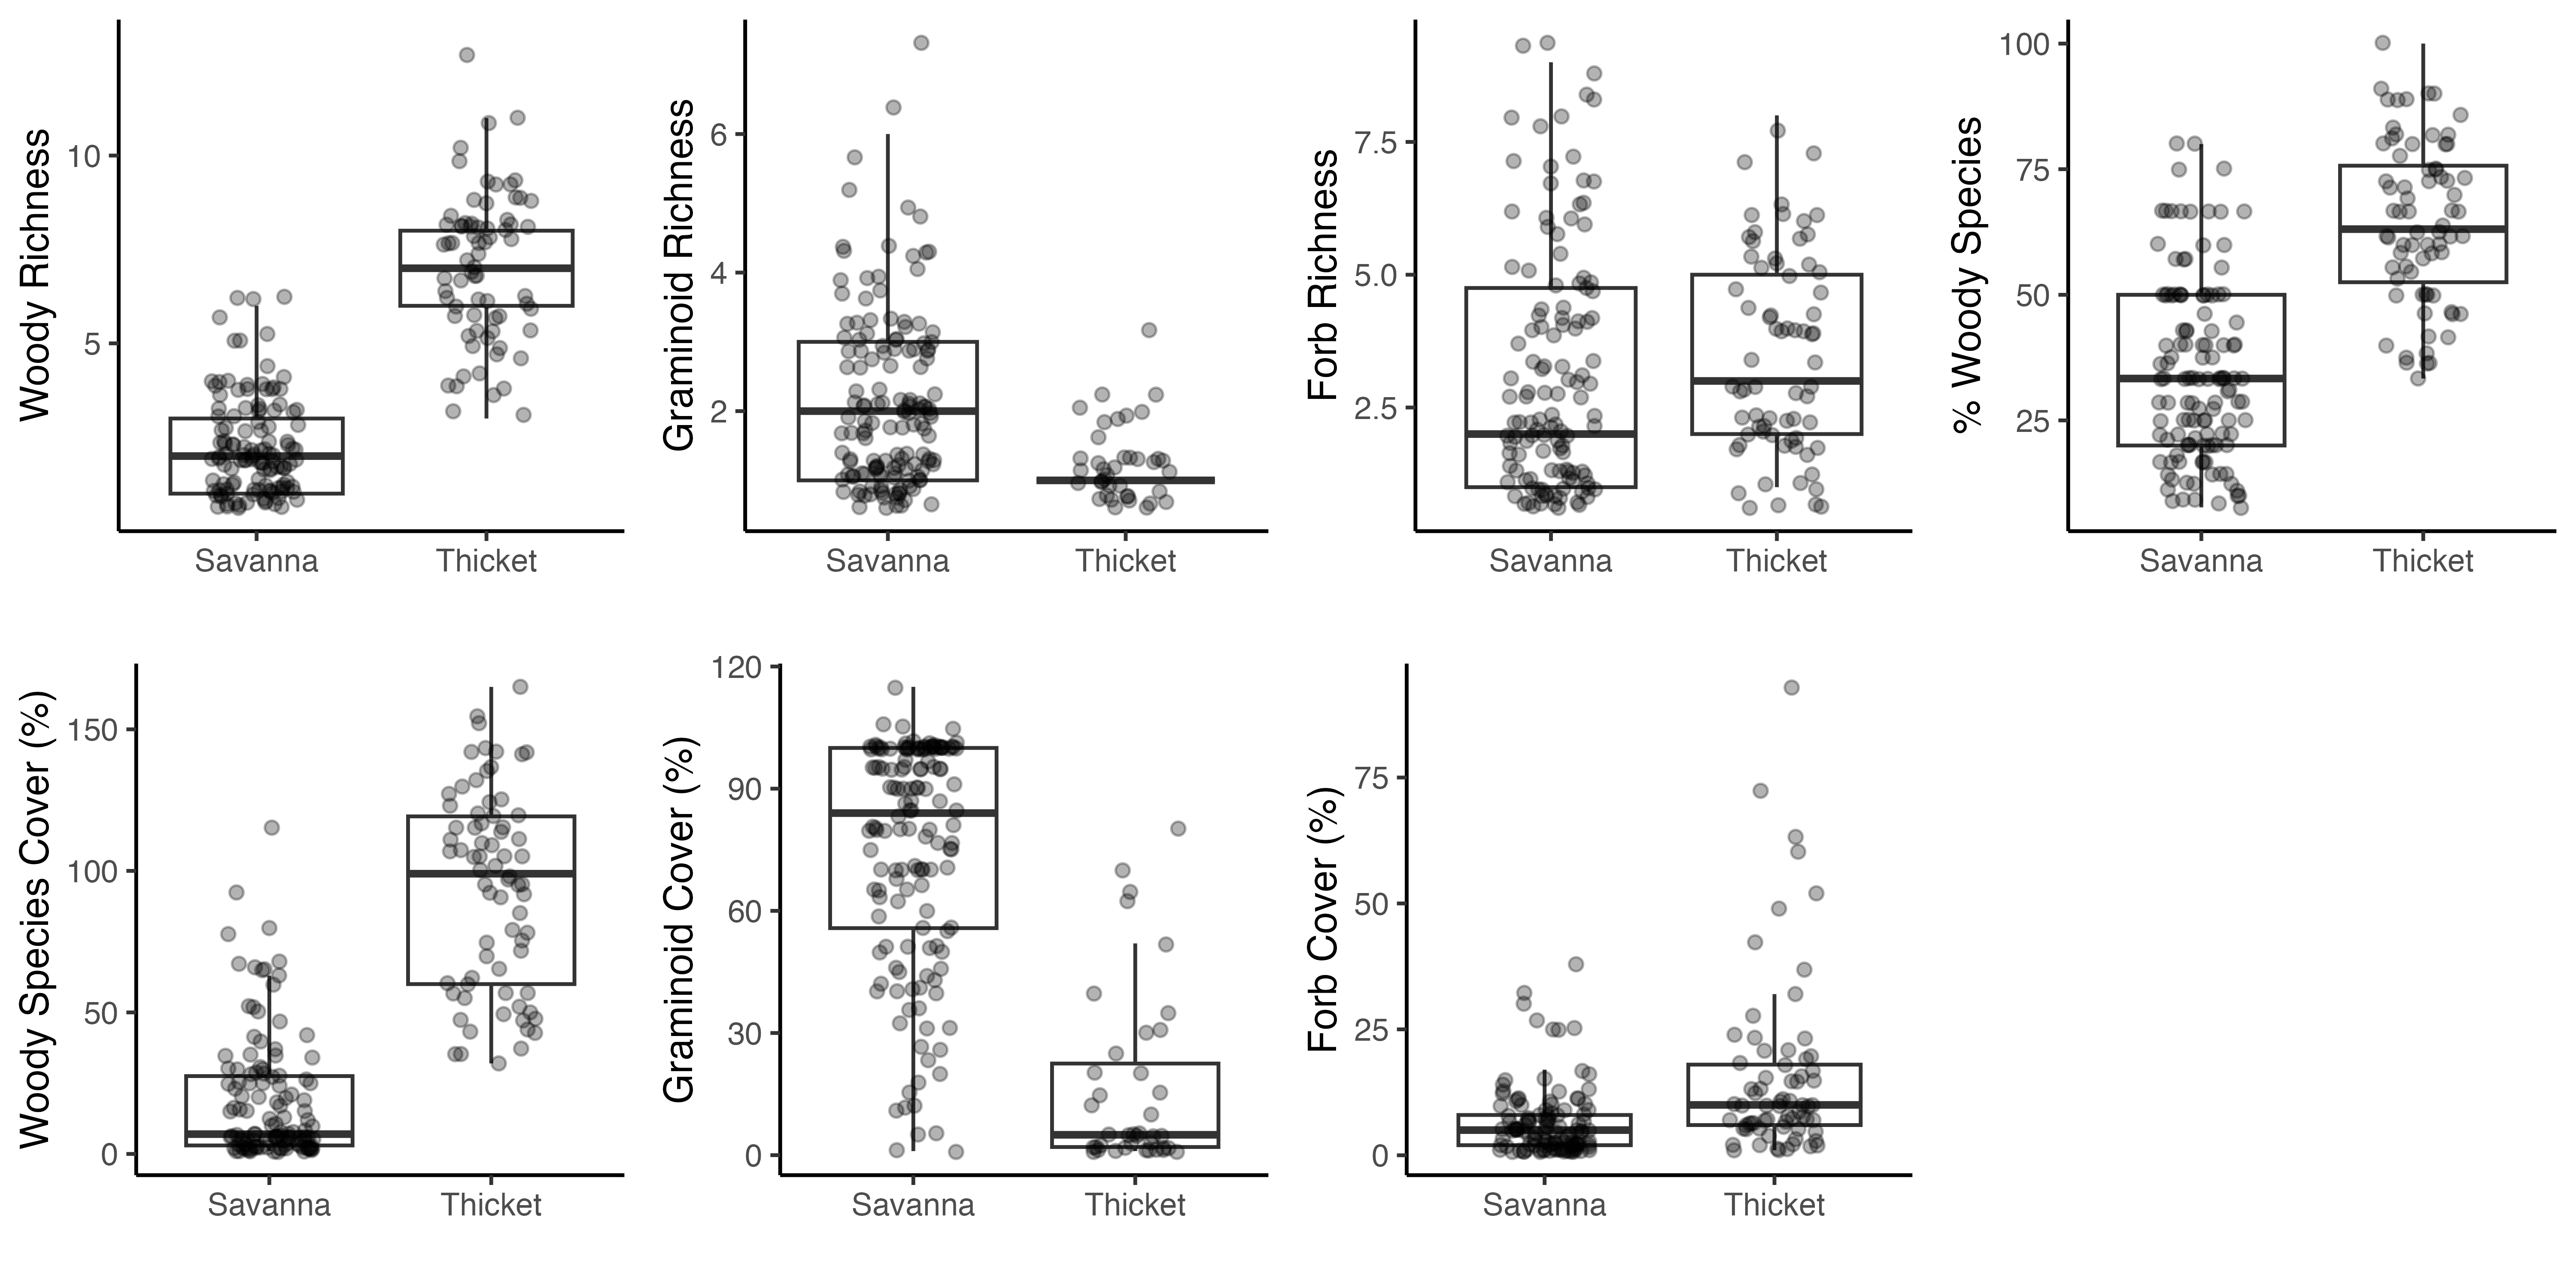 Woody Richness
10
5
Savanna
Thicket
Graminoid Richness
6
4
2
Savanna
Thicket
Forb Richness
7.5
5.0
2.5
Savanna
Thicket
% Woody Species
100
75
50
25
Savanna
Thicket
Woody Species Cover (%)
150
100
50
0
Savanna
Thicket
Graminoid Cover (%)
120
90
60
30
0
Savanna
Thicket
Forb Cover (%)
75
50
25
0
Savanna
Thicket